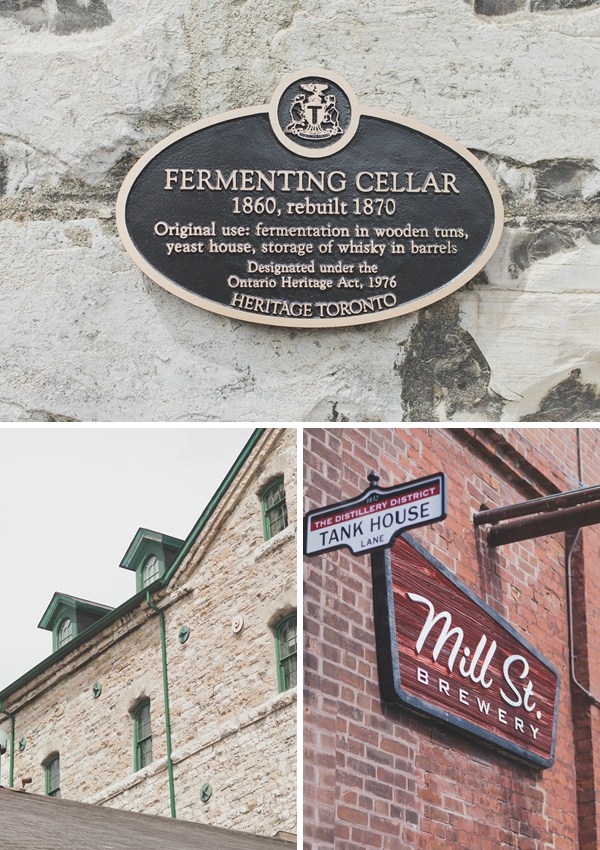 T
FERMENTING CELLAR
1860, rebuilt 1870
Original use: fermentation in wooden tuns,
yeast house, storage of whisky in barrels
Designated under the
Ontario Heritage Act, 1976
HERITAGE TORONTO
1832
THE DISTILLERY DISTRICT
TANK HOUSE
LANE
Mill St.
BREWERY